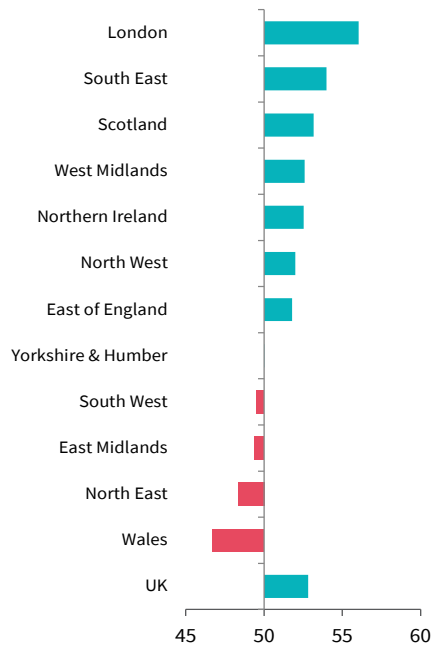 London
South East
Scotland
West Midlands
Northern Ireland
North West
East of England
Yorkshire & Humber
South West
East Midlands
North East
Wales
UK
45 50 55 60